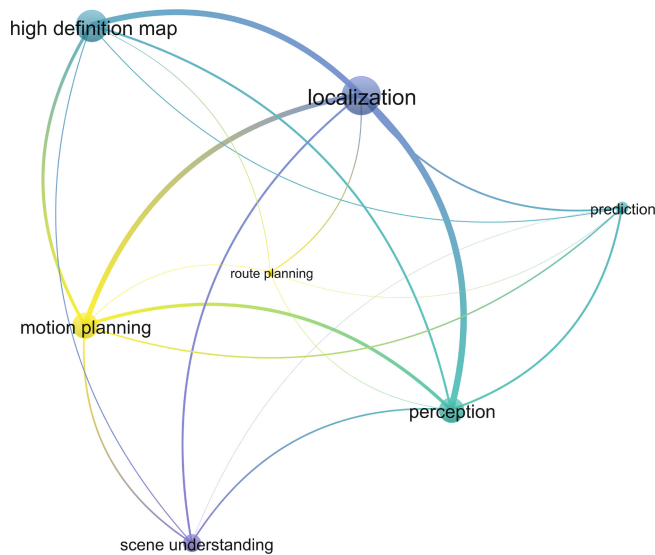 high definition map
localization
prediction
route planning
motion planning
perception
scene understanding